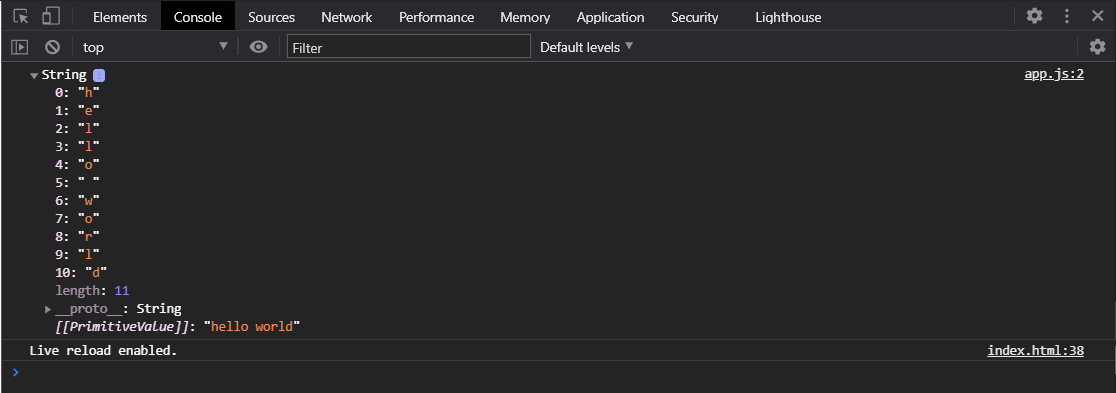 Elements Console Sources Network Performance Memory Application Security Lighthouse
top Filter Default levels
String i app.js:2
0: "h"
1: "e"
2: "l"
3: "l"
4: "o"
5: " "
6: "w"
7: "o"
8: "r"
9: "l"
10: "d"
length: 11
__proto__: String
[[PrimitiveValue]]: "hello world"
Live reload enabled. index.html:38